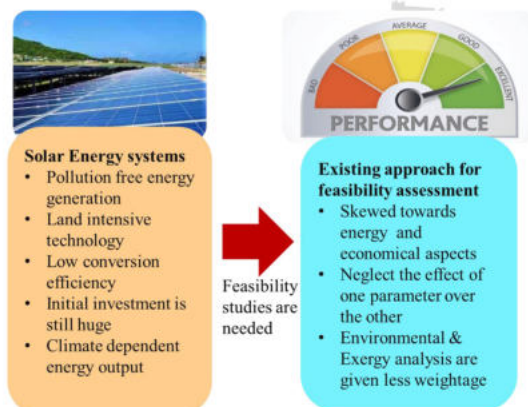 BAD
POOR
AVERAGE
GOOD
EXCELLENT
PERFORMANCE
Solar Energy systems
• Pollution free energy
generation
• Land intensive
technology
• Low conversion
efficiency
• Initial investment is
still huge
• Climate dependent
energy output
Feasibility
studies are
needed
Existing approach for
feasibility assessment
• Skewed towards
energy and
economical aspects
• Neglect the effect of
one parameter over
the other
• Environmental &
Exergy analysis are
given less weightage